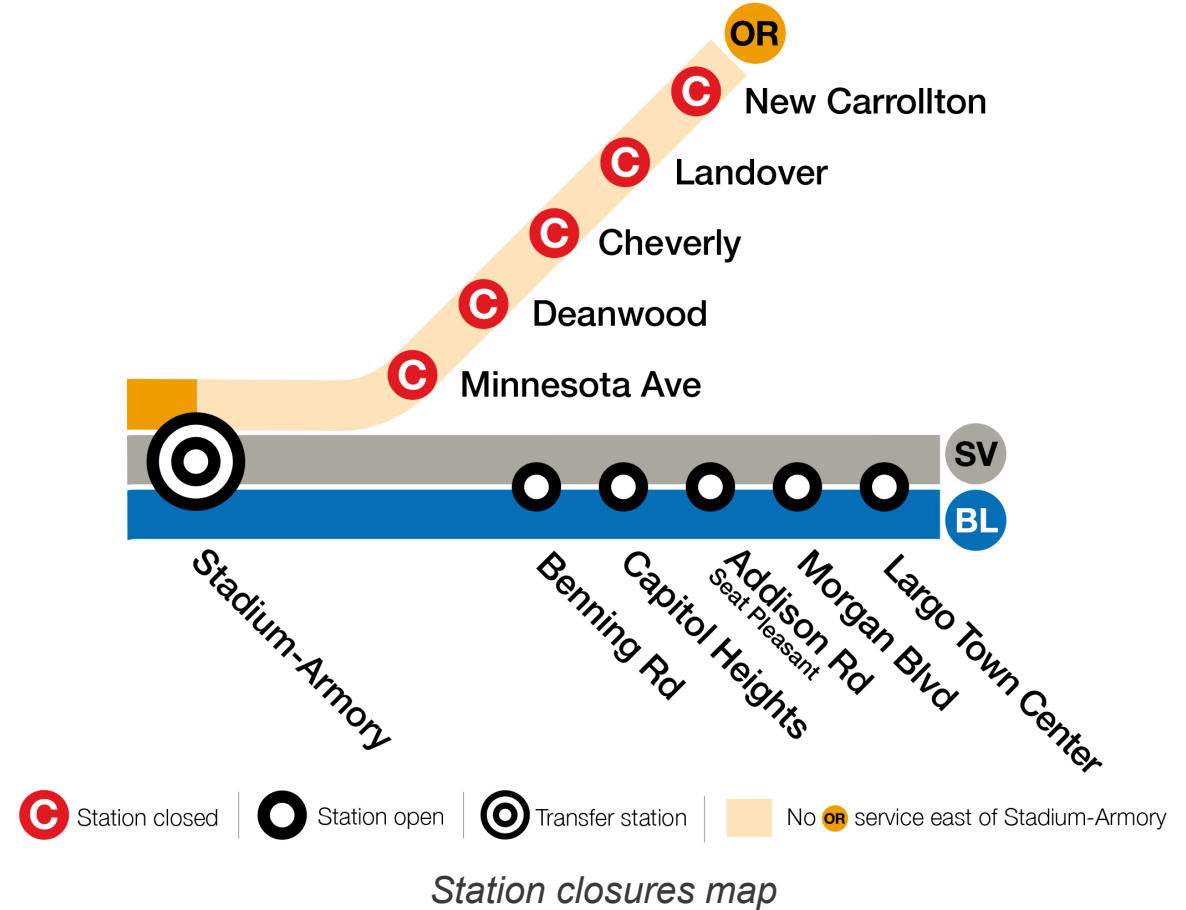 OR
C New Carrollton
C Landover
C Cheverly
C Deanwood
C Minnesota Ave
SV
BL
Stadium-Armory
Benning Rd
Capitol Heights
Addison Rd
Seat Pleasant
Morgan Blvd
Largo Town Center
C Station closed
Station open
Transfer station
No OR service east of Stadium-Armory
Station closures map